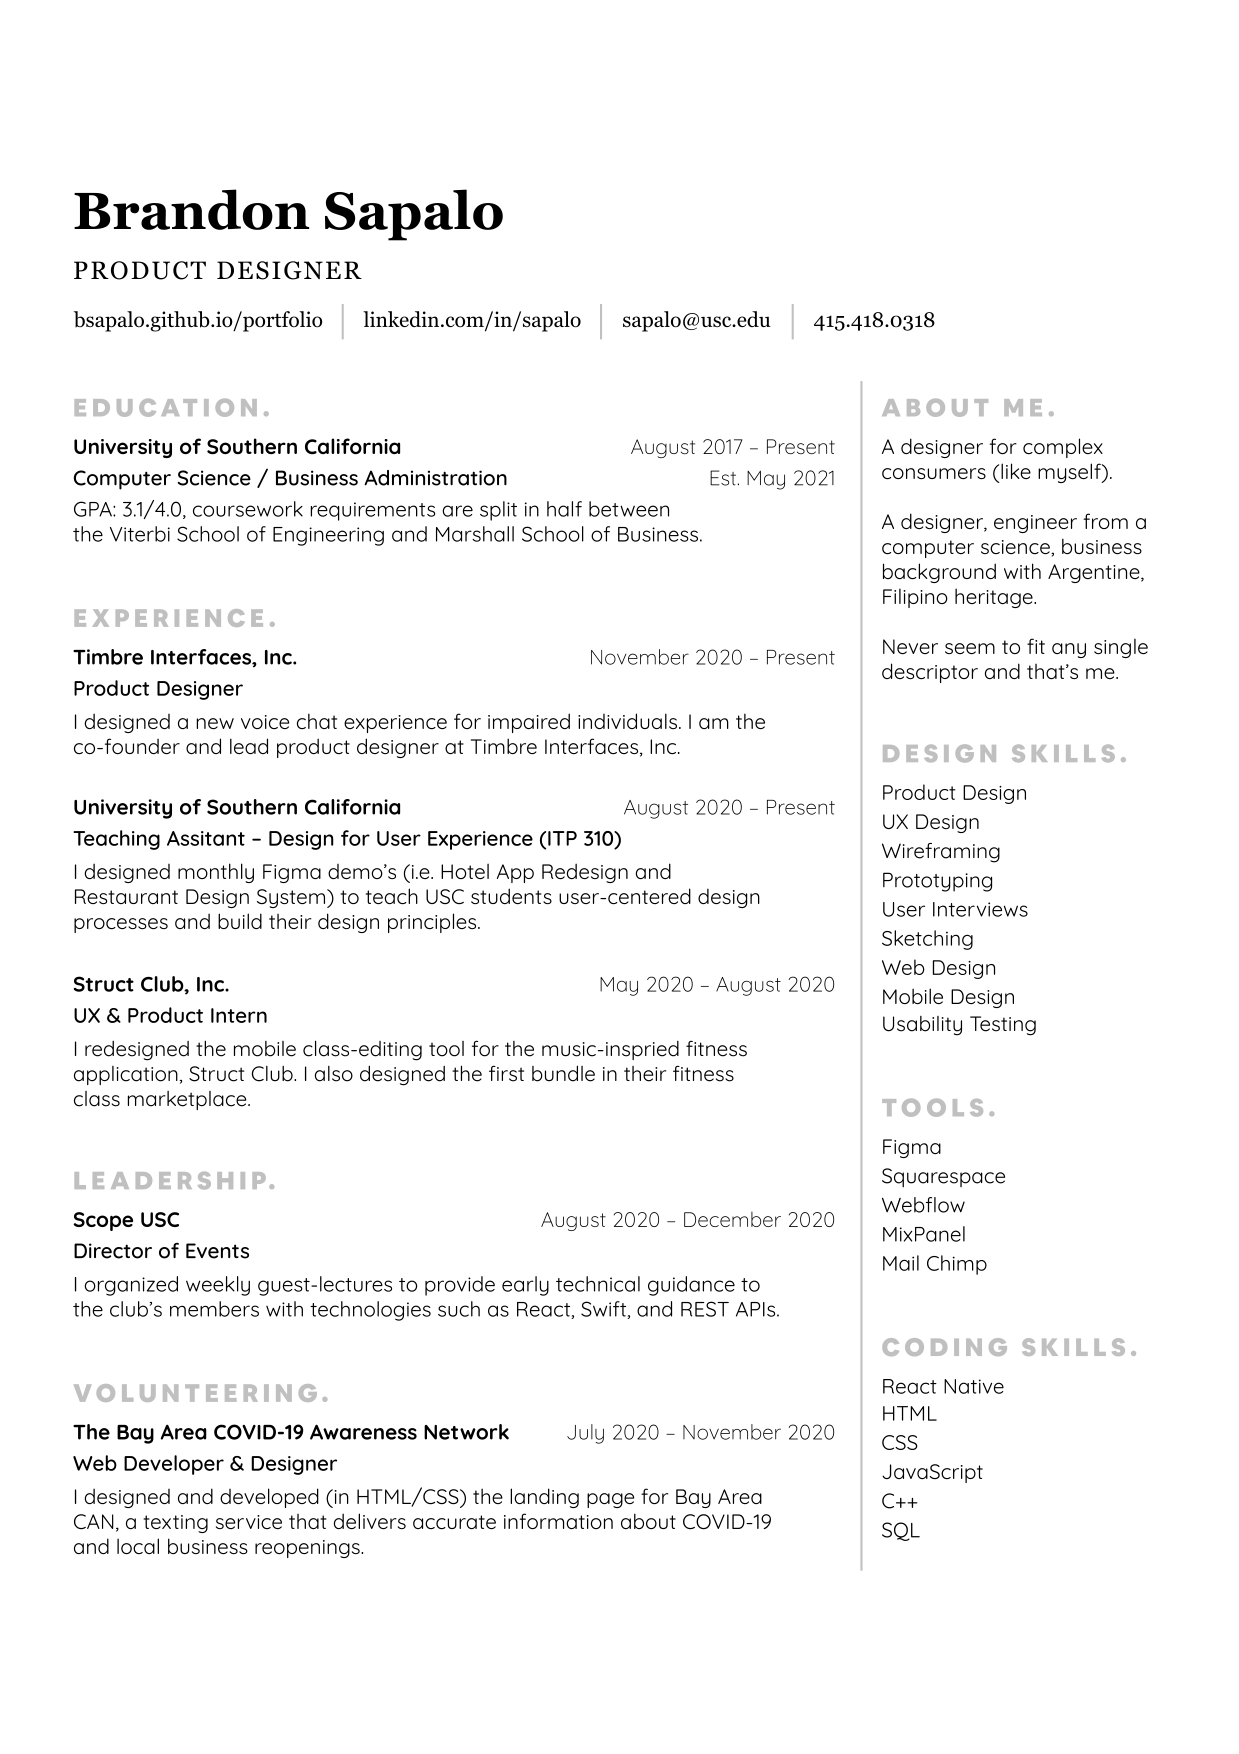 Brandon Sapalo
PRODUCT DESIGNER
bsapalo.github.io/portfolio
linkedin.com/in/sapalo
sapalo@usc.edu
415.418.0318
EDUCATION.
University of Southern California August 2017 – Present
Computer Science / Business Administration Est. May 2021
GPA: 3.1/4.0, coursework requirements are split in half between
the Viterbi School of Engineering and Marshall School of Business.
EXPERIENCE.
Timbre Interfaces, Inc. November 2020 – Present
Product Designer
I designed a new voice chat experience for impaired individuals. I am the
co-founder and lead product designer at Timbre Interfaces, Inc.
University of Southern California August 2020 – Present
Teaching Assitant – Design for User Experience (ITP 310)
I designed monthly Figma demo's (i.e. Hotel App Redesign and
Restaurant Design System) to teach USC students user-centered design
processes and build their design principles.
Struct Club, Inc. May 2020 – August 2020
UX & Product Intern
I redesigned the mobile class-editing tool for the music-inspried fitness
application, Struct Club. I also designed the first bundle in their fitness
class marketplace.
LEADERSHIP.
Scope USC August 2020 – December 2020
Director of Events
I organized weekly guest-lectures to provide early technical guidance to
the club's members with technologies such as React, Swift, and REST APIs.
VOLUNTEERING.
The Bay Area COVID-19 Awareness Network July 2020 – November 2020
Web Developer & Designer
I designed and developed (in HTML/CSS) the landing page for Bay Area
CAN, a texting service that delivers accurate information about COVID-19
and local business reopenings.
ABOUT ME.
A designer for complex
consumers (like myself).
A designer, engineer from a
computer science, business
background with Argentine,
Filipino heritage.
Never seem to fit any single
descriptor and that's me.
DESIGN SKILLS.
Product Design
UX Design
Wireframing
Prototyping
User Interviews
Sketching
Web Design
Mobile Design
Usability Testing
TOOLS.
Figma
Squarespace
Webflow
MixPanel
Mail Chimp
CODING SKILLS.
React Native
HTML
CSS
JavaScript
C++
SQL